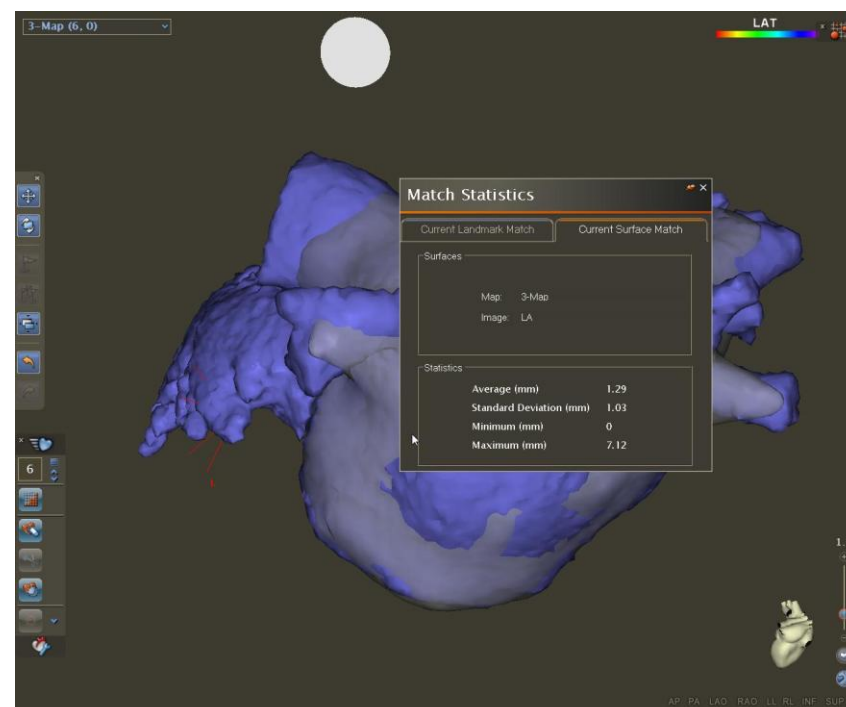 3-Map (6, 0)
LAT
Match Statistics
Current Landmark Match
Current Surface Match
Surfaces
Map: 3-Map
Image: LA
Statistics
Average (mm) 1.29
Standard Deviation (mm) 1.03
Minimum (mm) 0
Maximum (mm) 7.12
6
1.
AP PA LAO RAO LL RL INF SUP